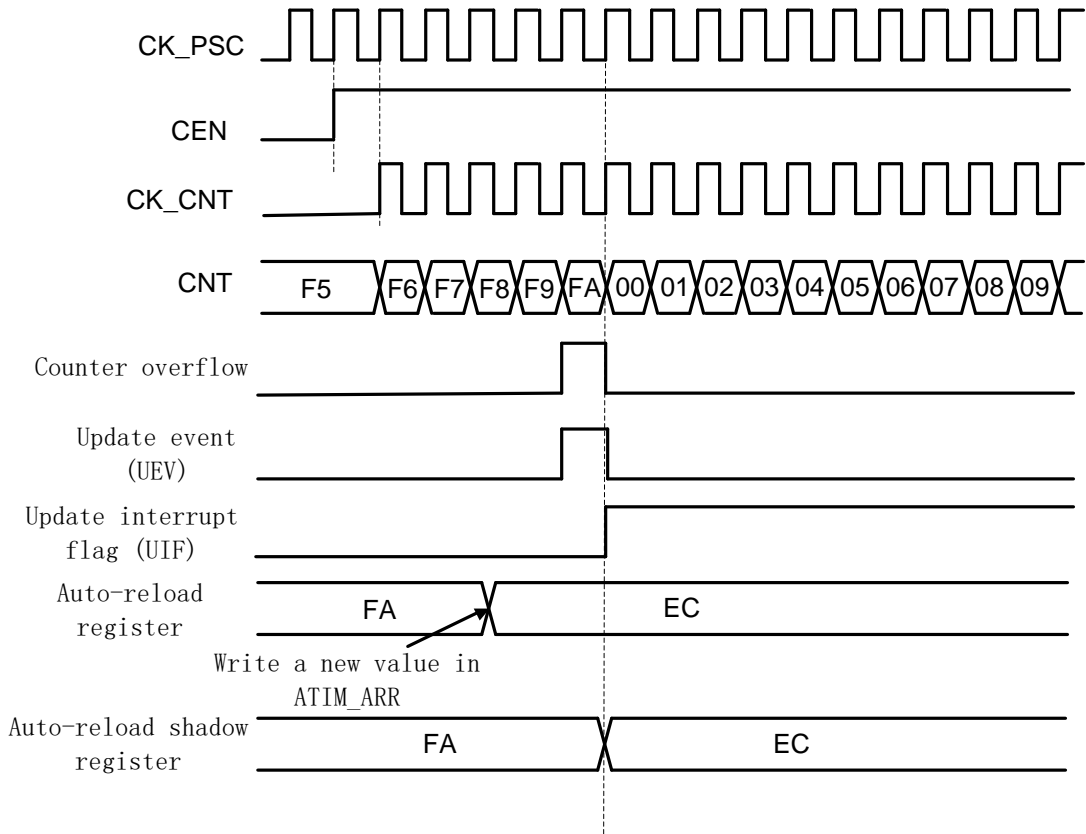 CK_PSC
CEN
CK_CNT
CNT
F5 F6 F7 F8 F9 FA 00 01 02 03 04 05 06 07 08 09
Counter overflow
Update event
(UEV)
Update interrupt
flag (UIF)
Auto-reload
register
FA EC
Write a new value in
ATIM_ARR
Auto-reload shadow
register
FA EC